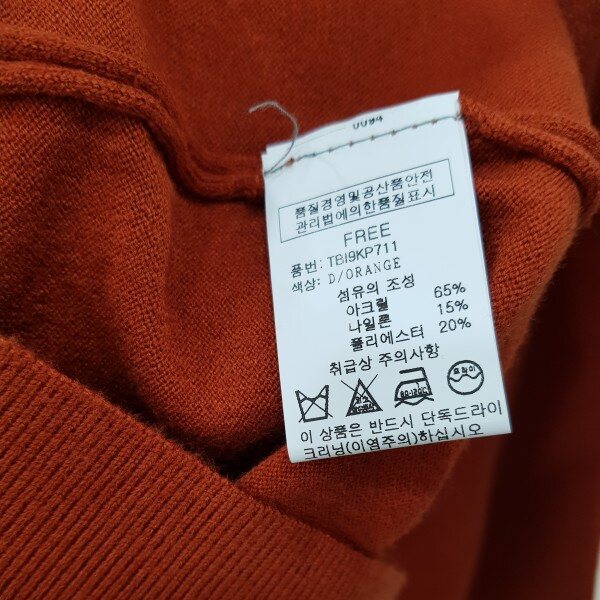 0094
품질경영및공산품안전
관리법에의한품질표시
FREE
품번: TBI9KP711
색상: D/ORANGE
섬유의 조성
아크릴 65%
나일론 15%
폴리에스터 20%
취급상 주의사항
드라이
이 상품은 반드시 단독드라이
크리닝(이염주의)하십시오